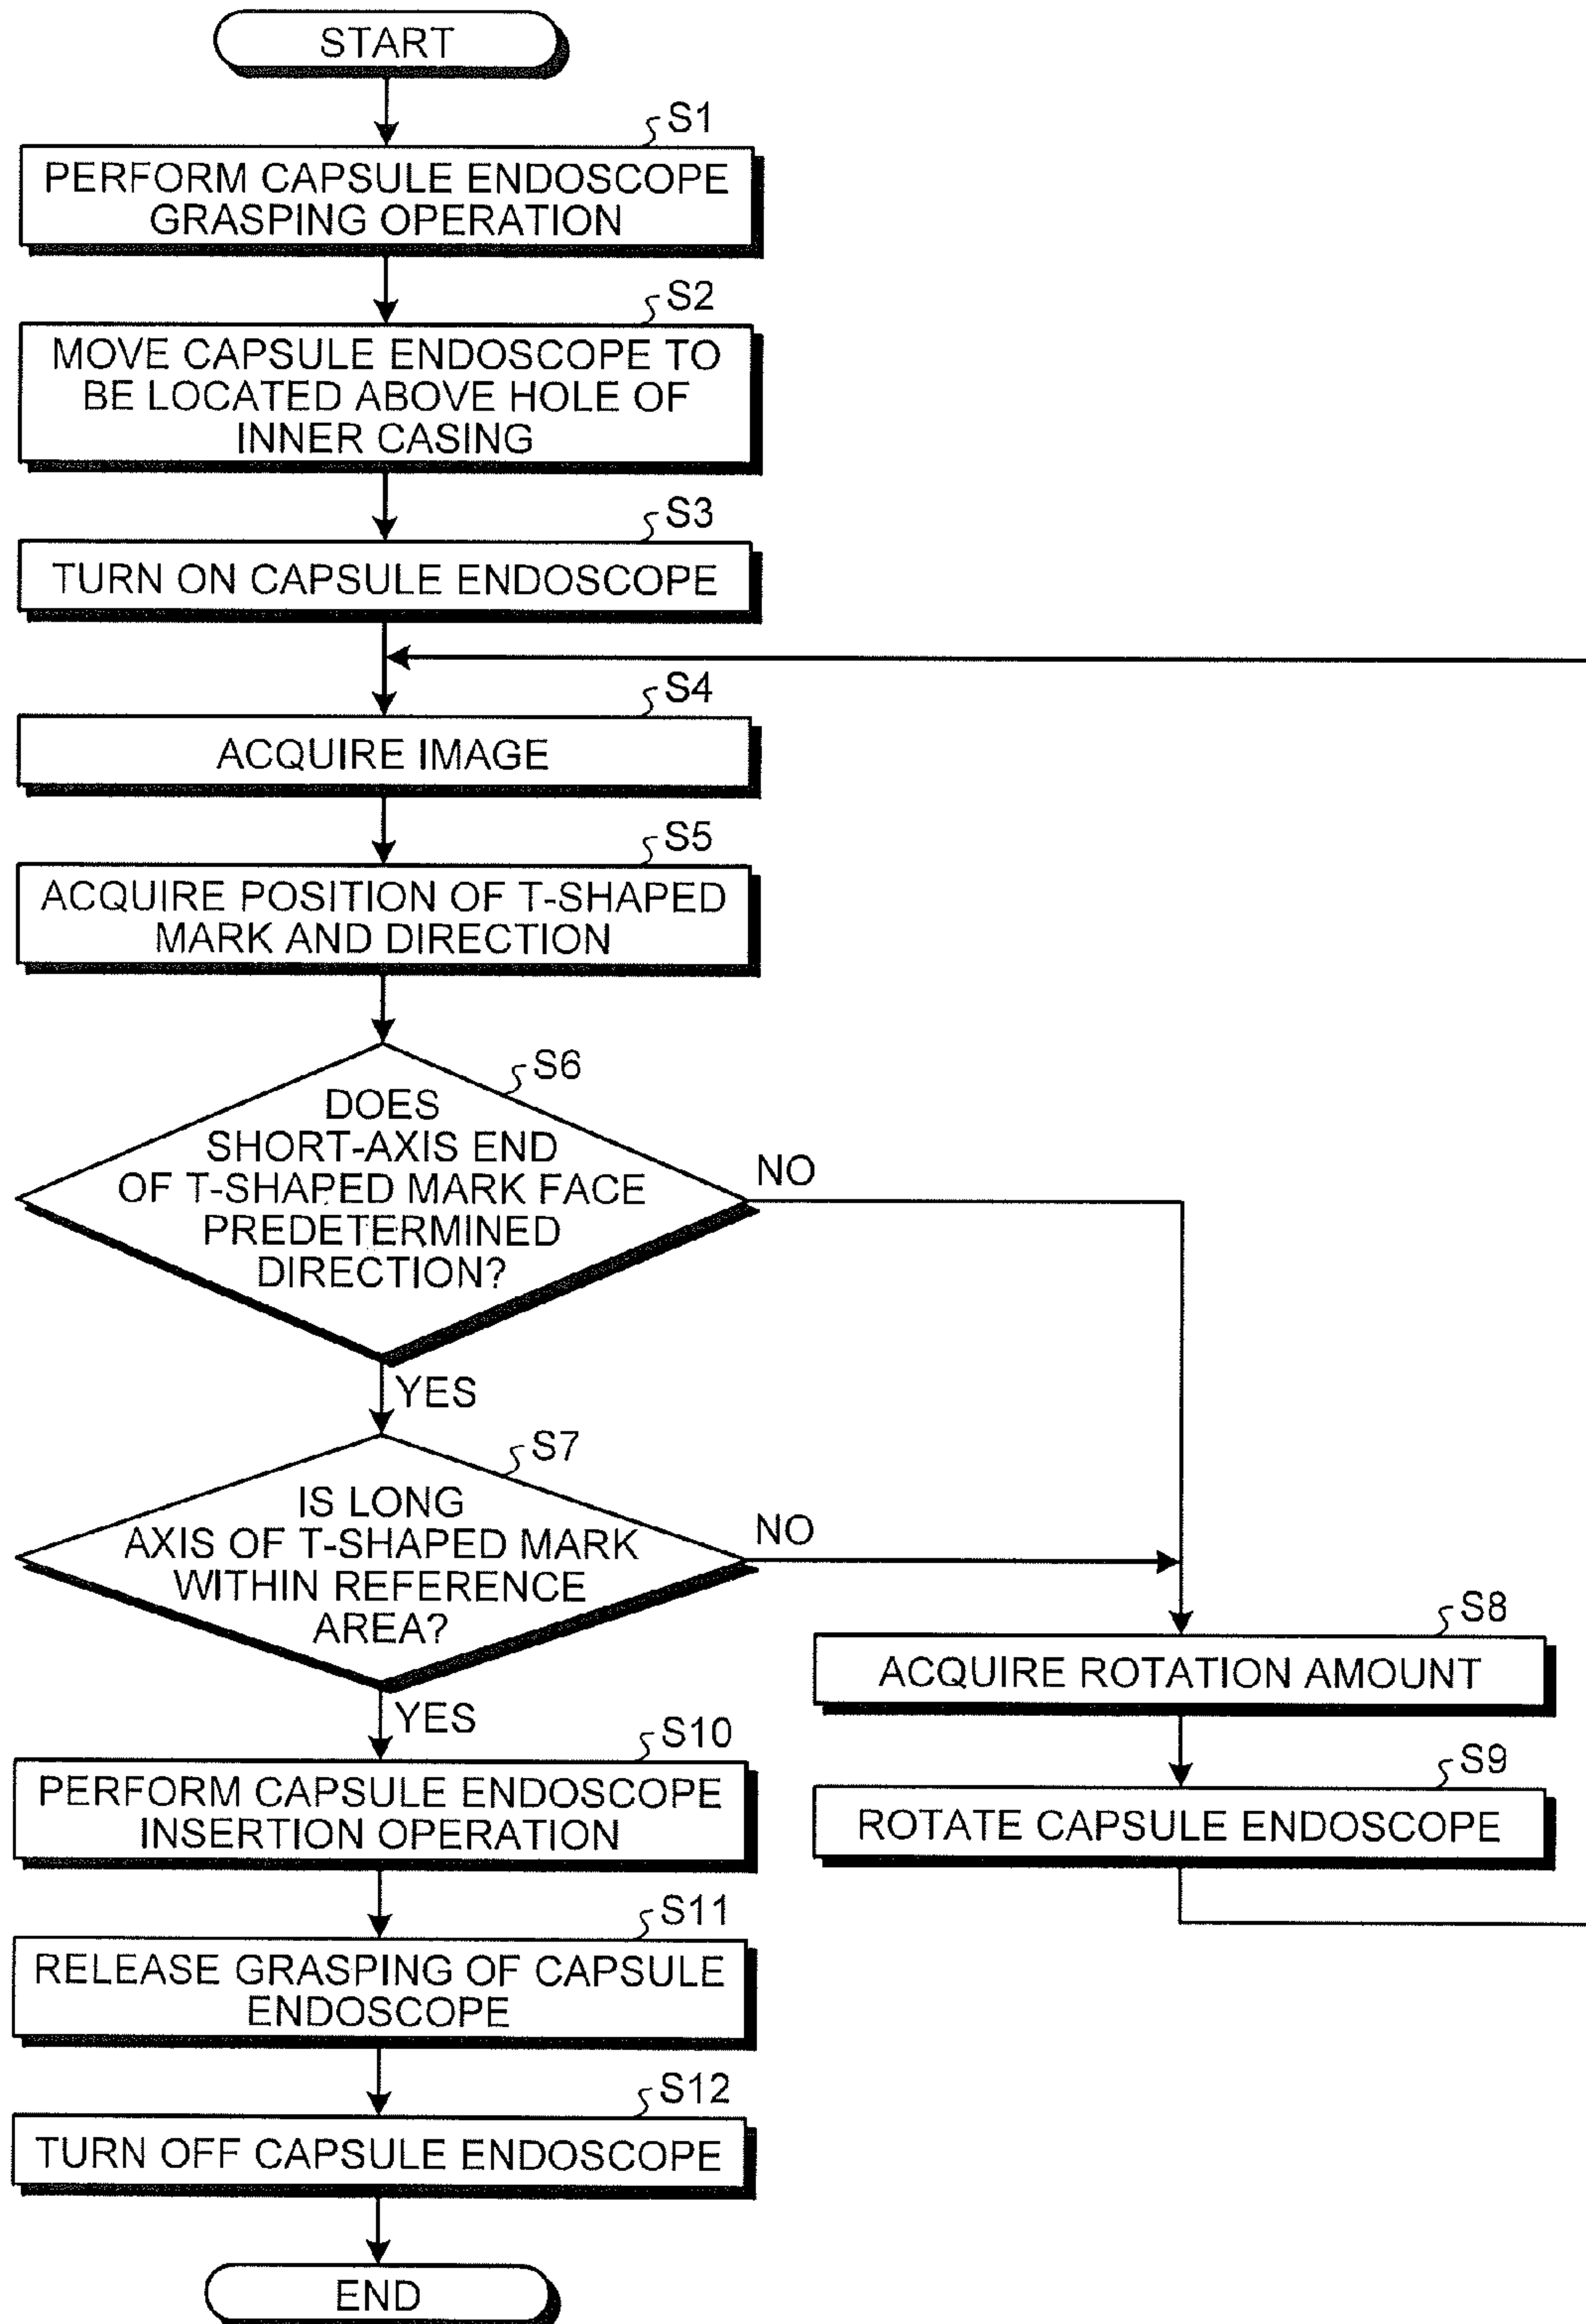 START
S1
PERFORM CAPSULE ENDOSCOPE
GRASPING OPERATION
S2
MOVE CAPSULE ENDOSCOPE TO
BE LOCATED ABOVE HOLE OF
INNER CASING
S3
TURN ON CAPSULE ENDOSCOPE
S4
ACQUIRE IMAGE
S5
ACQUIRE POSITION OF T-SHAPED
MARK AND DIRECTION
S6
DOES
SHORT-AXIS END
OF T-SHAPED MARK FACE
PREDETERMINED
DIRECTION?
NO
YES
S7
IS LONG
AXIS OF T-SHAPED MARK
WITHIN REFERENCE
AREA?
NO
YES
S8
ACQUIRE ROTATION AMOUNT
S9
ROTATE CAPSULE ENDOSCOPE
S10
PERFORM CAPSULE ENDOSCOPE
INSERTION OPERATION
S11
RELEASE GRASPING OF CAPSULE
ENDOSCOPE
S12
TURN OFF CAPSULE ENDOSCOPE
END